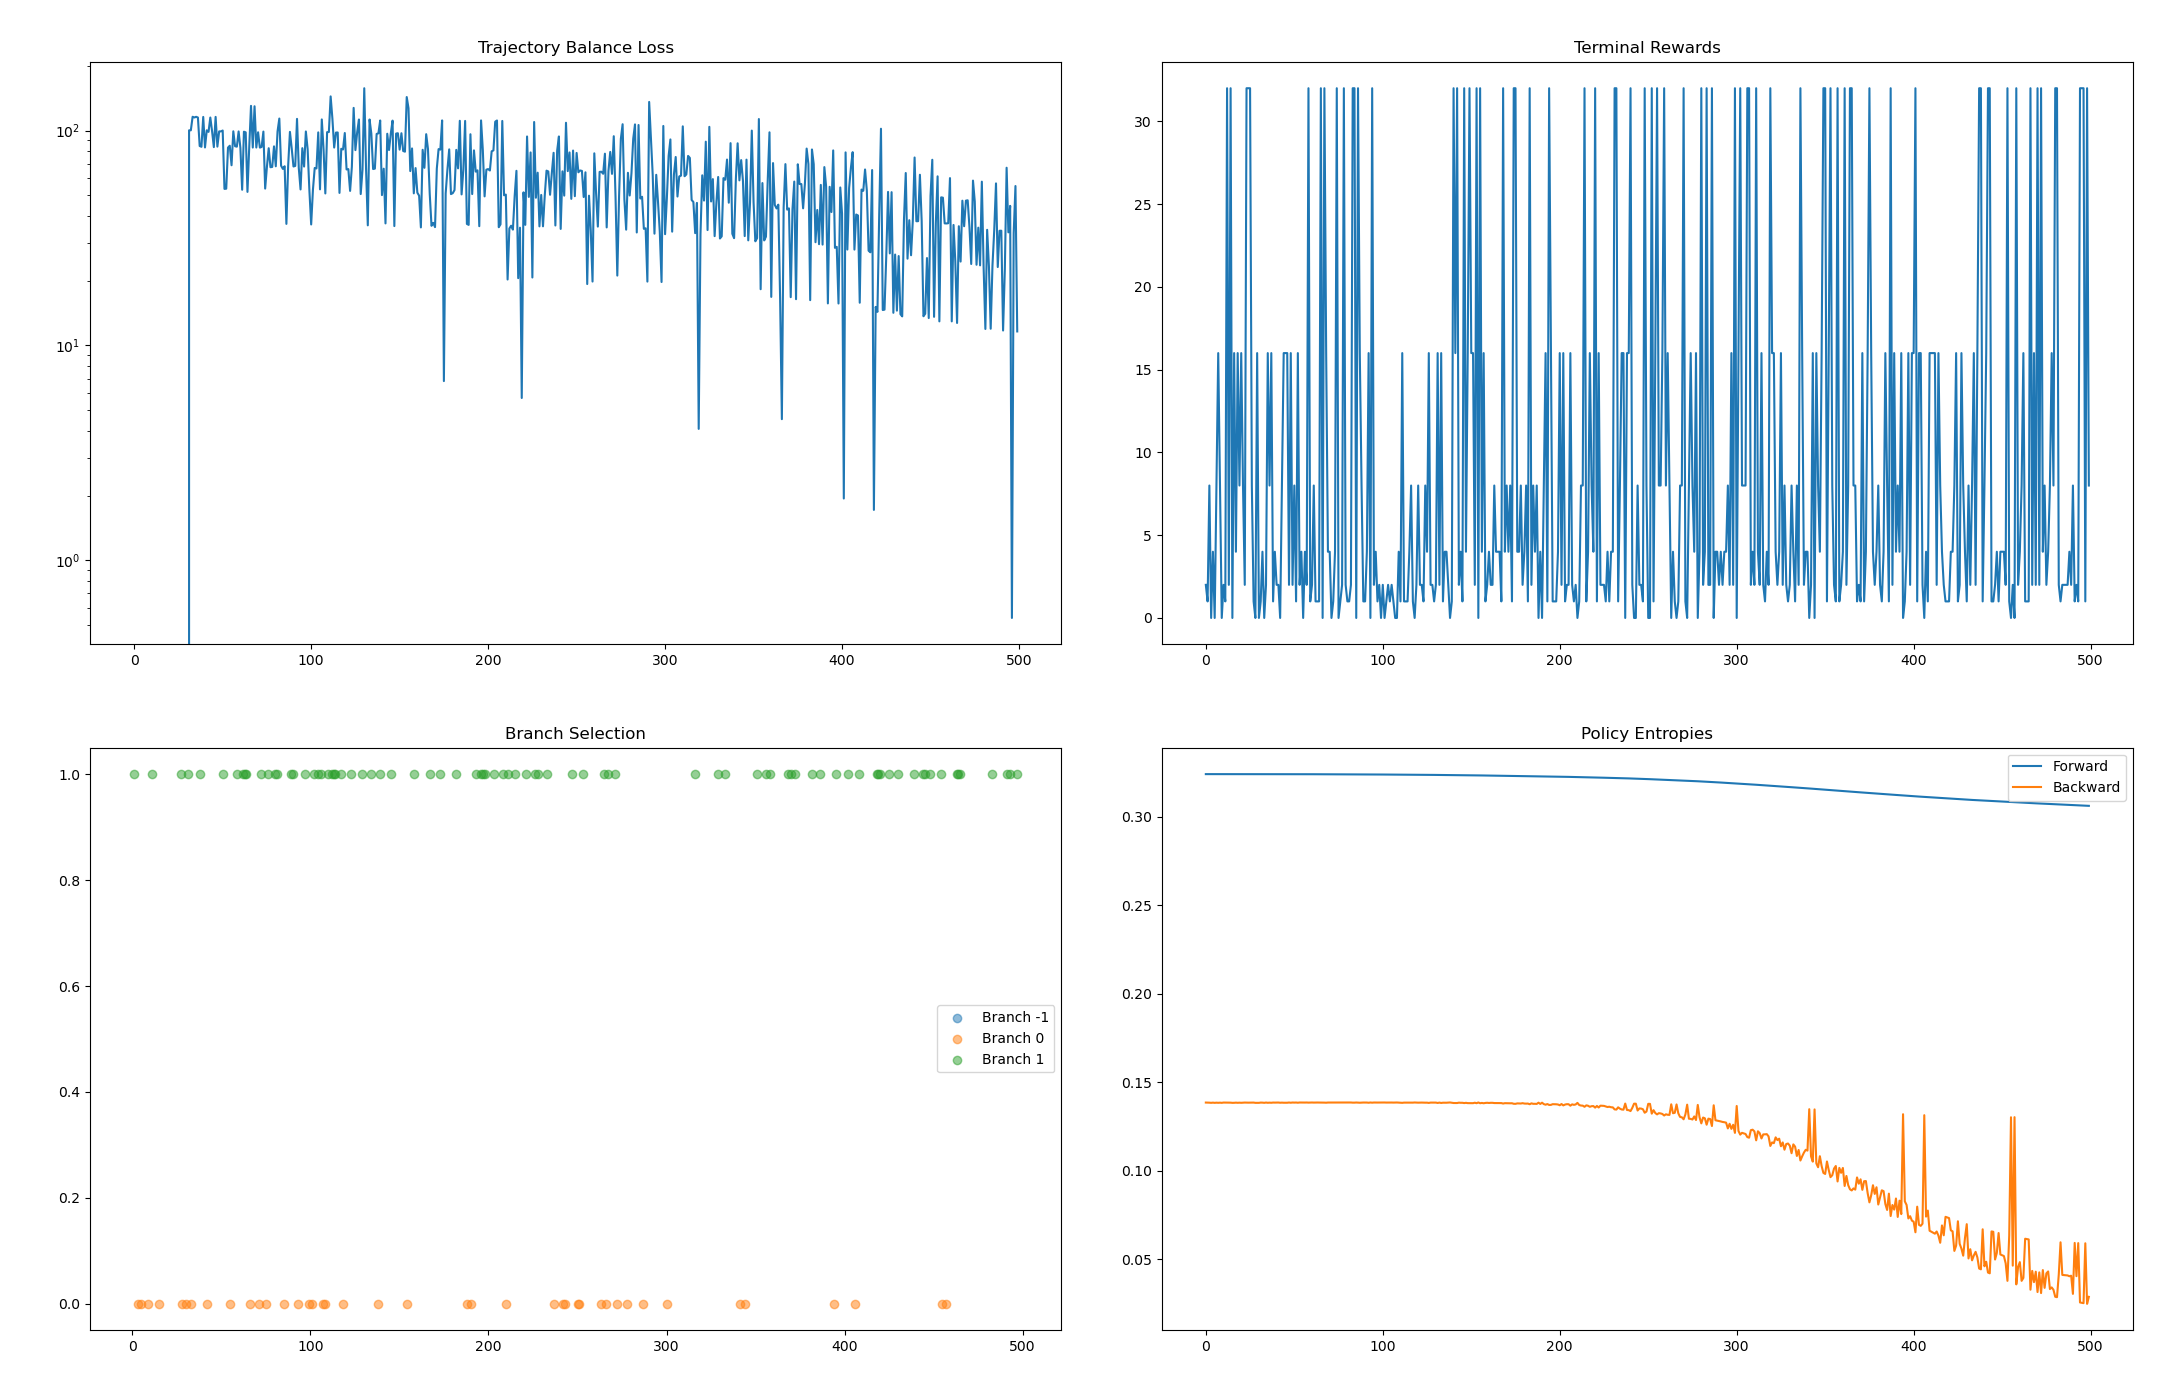 Trajectory Balance Loss
10²
10¹
10⁰
0 100 200 300 400 500
Terminal Rewards
30
25
20
15
10
5
0
0 100 200 300 400 500
Branch Selection
1.0
0.8
0.6
0.4
0.2
0.0
Branch -1
Branch 0
Branch 1
0 100 200 300 400 500
Policy Entropies
Forward
Backward
0.30
0.25
0.20
0.15
0.10
0.05
0 100 200 300 400 500